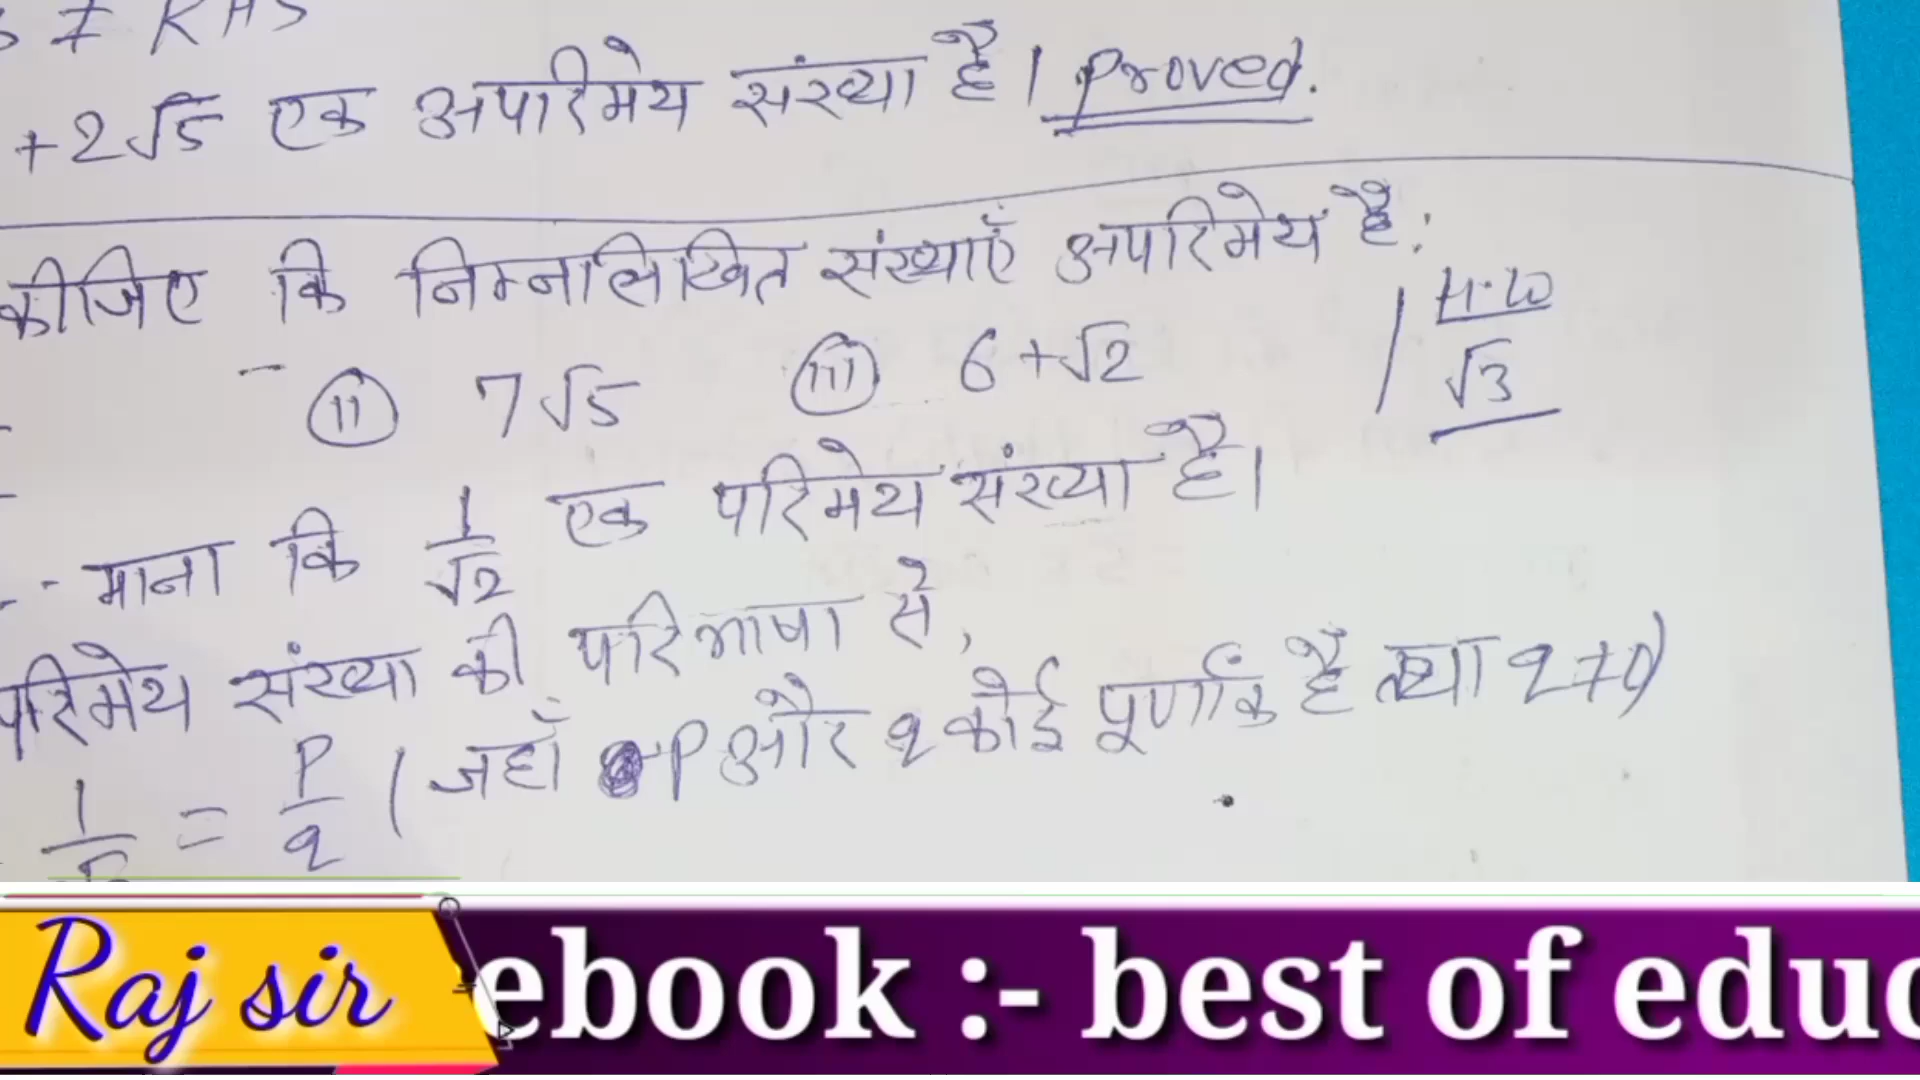 ≠ RHS
+2√5 एक अपरिमेय संख्या है। Proved.
कीजिए कि निम्नलिखित संख्याएँ अपरिमेय है:
(ii) 7√5 (iii) 6+√2 | H.W √3
माना कि 1/√2 एक परिमेय संख्या है।
परिमेय संख्या की परिभाषा से,
1/ = P/q (जहाँ P और q कोई पूर्णांक है तथा q≠0)
Raj sir ebook :- best of educ